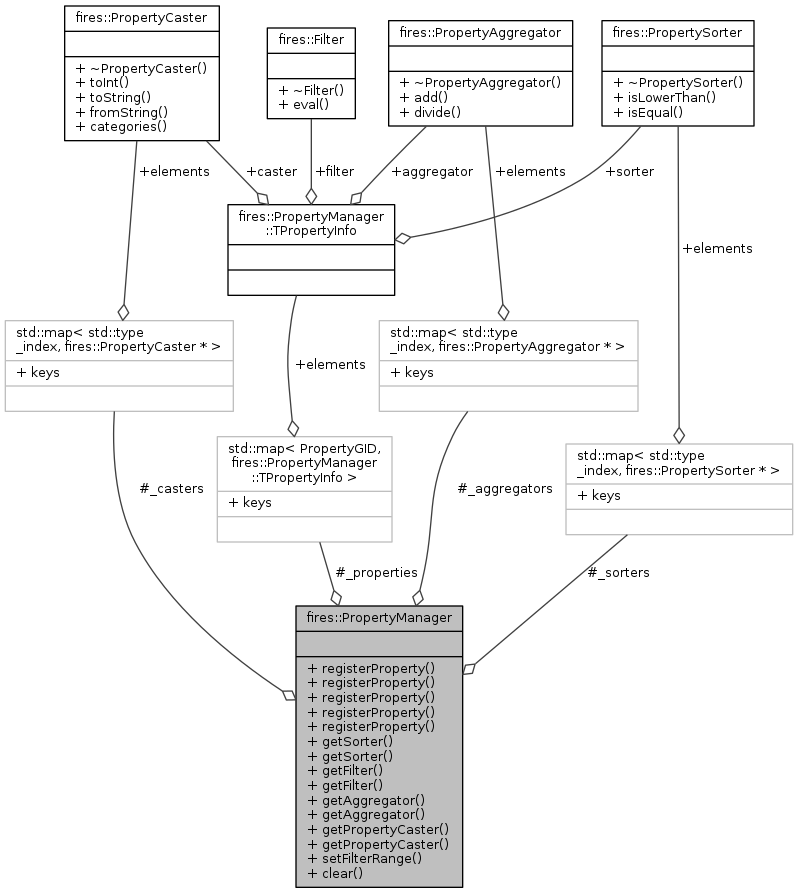 fires::PropertyCaster
+ ~PropertyCaster()
+ toInt()
+ toString()
+ fromString()
+ categories()
fires::Filter
+ ~Filter()
+ eval()
fires::PropertyAggregator
+ ~PropertyAggregator()
+ add()
+ divide()
fires::PropertySorter
+ ~PropertySorter()
+ isLowerThan()
+ isEqual()
+elements
+caster
+filter
+aggregator
+elements
+sorter
fires::PropertyManager
::TPropertyInfo
+elements
std::map< std::type
_index, fires::PropertyCaster * >
+ keys
+elements
std::map< std::type
_index, fires::PropertyAggregator * >
+ keys
std::map< PropertyGID,
fires::PropertyManager
::TPropertyInfo >
+ keys
std::map< std::type
_index, fires::PropertySorter * >
+ keys
#_casters
#_aggregators
#_properties
#_sorters
fires::PropertyManager
+ registerProperty()
+ registerProperty()
+ registerProperty()
+ registerProperty()
+ registerProperty()
+ getSorter()
+ getSorter()
+ getFilter()
+ getFilter()
+ getAggregator()
+ getAggregator()
+ getPropertyCaster()
+ getPropertyCaster()
+ setFilterRange()
+ clear()